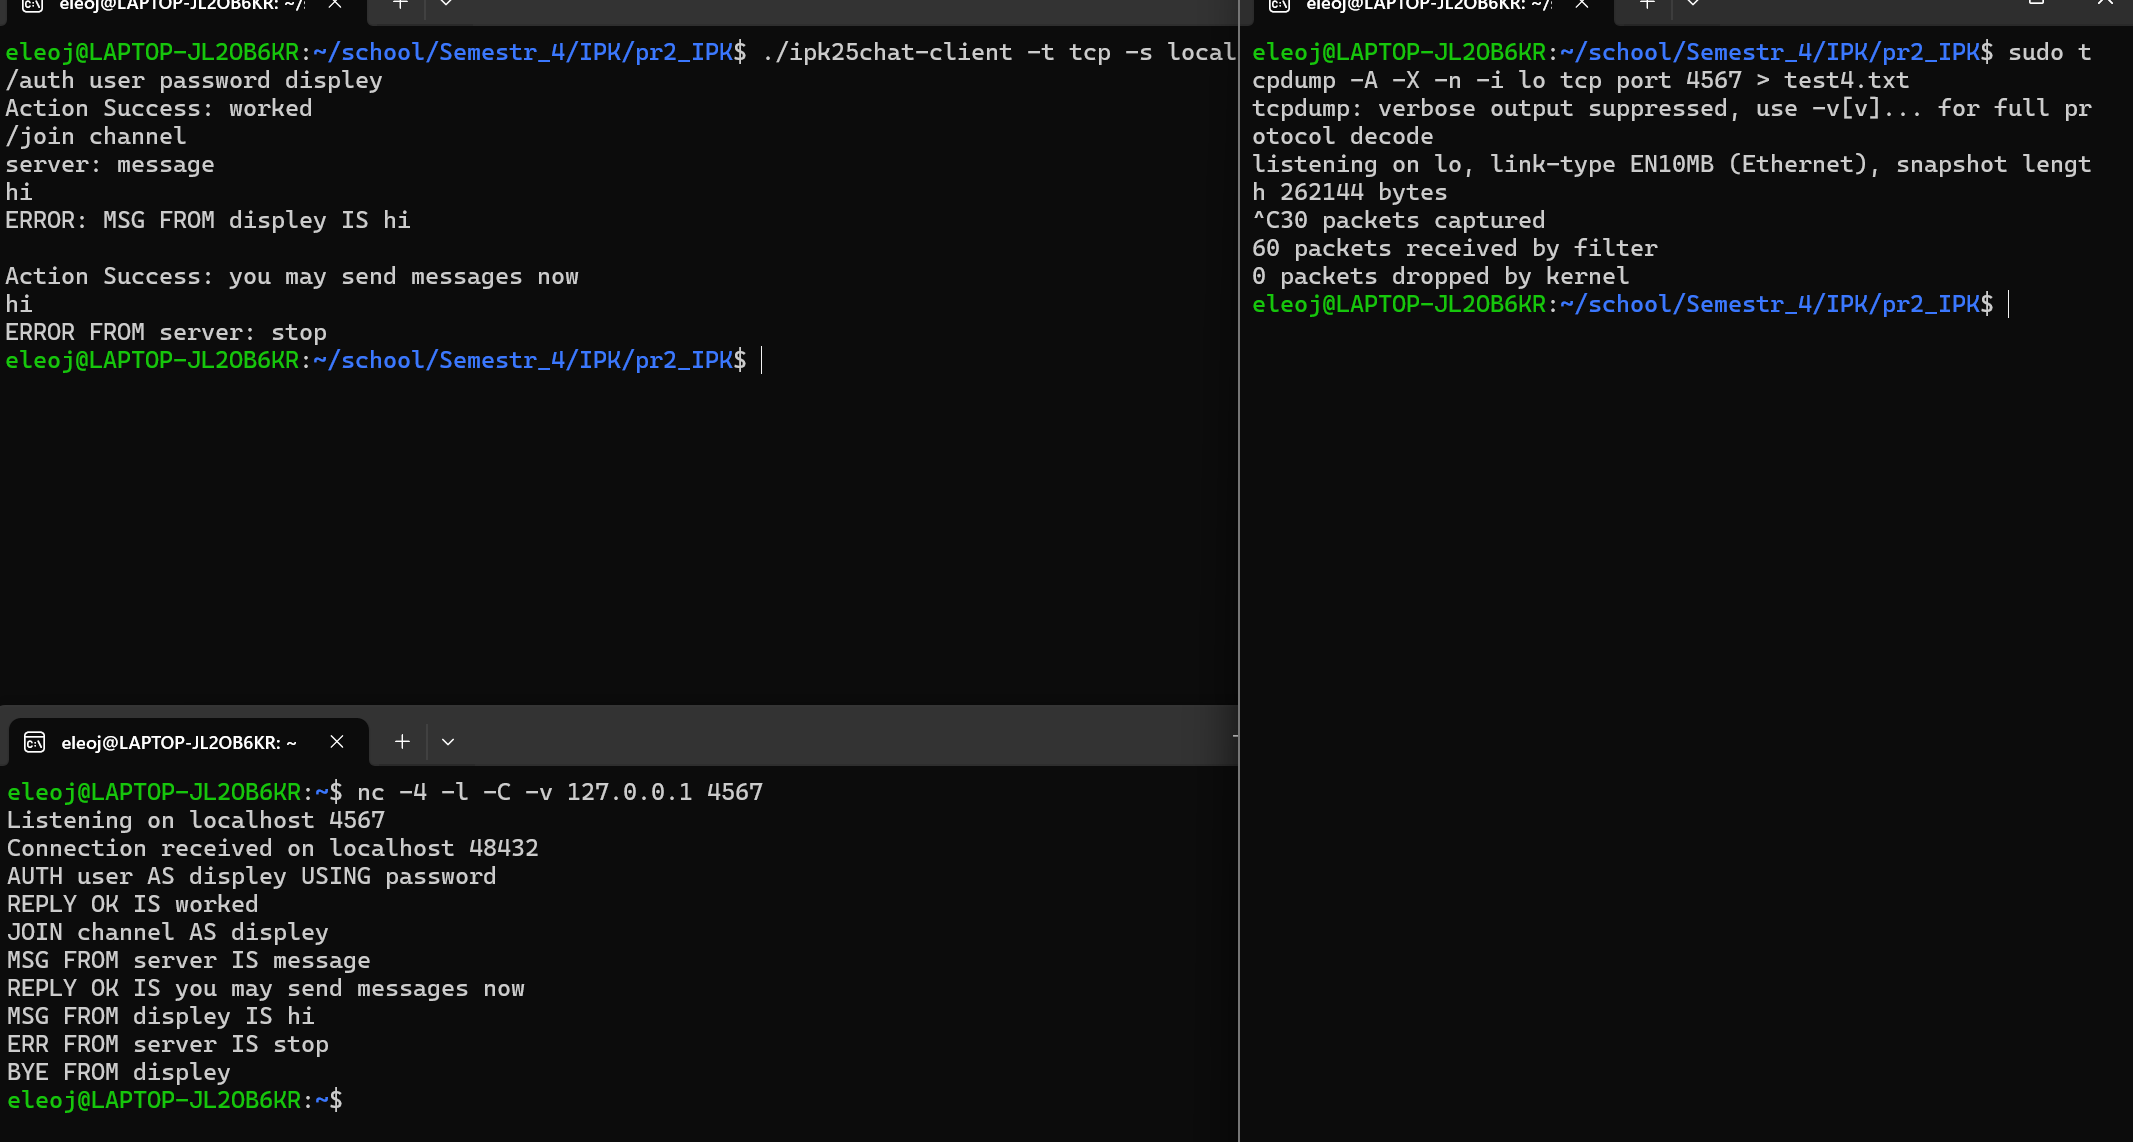 eleoj@LAPTOP-JL2OB6KR: ~/
eleoj@LAPTOP-JL2OB6KR:~/school/Semestr_4/IPK/pr2_IPK$ ./ipk25chat-client -t tcp -s local
/auth user password displey
Action Success: worked
/join channel
server: message
hi
ERROR: MSG FROM displey IS hi
Action Success: you may send messages now
hi
ERROR FROM server: stop
eleoj@LAPTOP-JL2OB6KR:~/school/Semestr_4/IPK/pr2_IPK$
eleoj@LAPTOP-JL2OB6KR: ~
eleoj@LAPTOP-JL2OB6KR:~$ nc -4 -l -C -v 127.0.0.1 4567
Listening on localhost 4567
Connection received on localhost 48432
AUTH user AS displey USING password
REPLY OK IS worked
JOIN channel AS displey
MSG FROM server IS message
REPLY OK IS you may send messages now
MSG FROM displey IS hi
ERR FROM server IS stop
BYE FROM displey
eleoj@LAPTOP-JL2OB6KR:~$
eleoj@LAPTOP-JL2OB6KR: ~/
eleoj@LAPTOP-JL2OB6KR:~/school/Semestr_4/IPK/pr2_IPK$ sudo t
cpdump -A -X -n -i lo tcp port 4567 > test4.txt
tcpdump: verbose output suppressed, use -v[v]... for full pr
otocol decode
listening on lo, link-type EN10MB (Ethernet), snapshot lengt
h 262144 bytes
^C30 packets captured
60 packets received by filter
0 packets dropped by kernel
eleoj@LAPTOP-JL2OB6KR:~/school/Semestr_4/IPK/pr2_IPK$